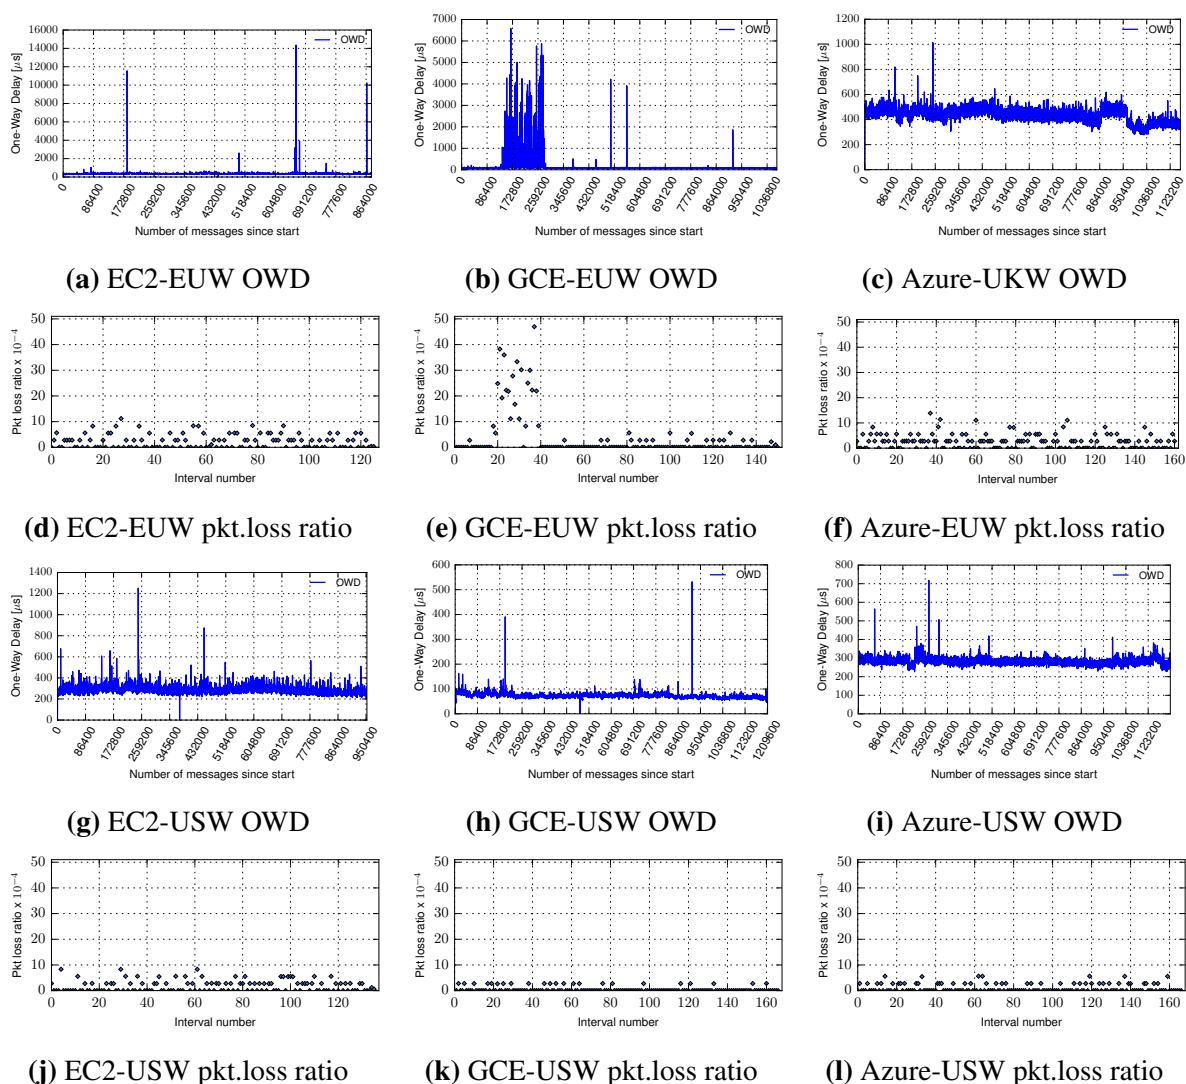 OWD
One-Way Delay [μs]
16000
14000
12000
10000
8000
6000
4000
2000
0
0 86400 172800 259200 345600 432000 518400 604800 691200 777600 864000
Number of messages since start
(a) EC2-EUW OWD
OWD
One-Way Delay [μs]
7000
6000
5000
4000
3000
2000
1000
0
0 86400 172800 259200 345600 432000 518400 604800 691200 777600 864000 950400 1036800
Number of messages since start
(b) GCE-EUW OWD
OWD
One-Way Delay [μs]
1200
1000
800
600
400
200
0
0 86400 172800 259200 345600 432000 518400 604800 691200 777600 864000 950400 1036800 1123200
Number of messages since start
(c) Azure-UKW OWD
Pkt loss ratio x 10⁻⁴
50
40
30
20
10
0
0 20 40 60 80 100 120
Interval number
(d) EC2-EUW pkt.loss ratio
Pkt loss ratio x 10⁻⁴
50
40
30
20
10
0
0 20 40 60 80 100 120 140
Interval number
(e) GCE-EUW pkt.loss ratio
Pkt loss ratio x 10⁻⁴
50
40
30
20
10
0
0 20 40 60 80 100 120 140 160
Interval number
(f) Azure-EUW pkt.loss ratio
OWD
One-Way Delay [μs]
1400
1200
1000
800
600
400
200
0
0 86400 172800 259200 345600 432000 518400 604800 691200 777600 864000 950400
Number of messages since start
(g) EC2-USW OWD
OWD
One-Way Delay [μs]
600
500
400
300
200
100
0
0 86400 172800 259200 345600 432000 518400 604800 691200 777600 864000 950400 1036800 1123200 1209600
Number of messages since start
(h) GCE-USW OWD
OWD
One-Way Delay [μs]
800
700
600
500
400
300
200
100
0
0 86400 172800 259200 345600 432000 518400 604800 691200 777600 864000 950400 1036800 1123200
Number of messages since start
(i) Azure-USW OWD
Pkt loss ratio x 10⁻⁴
50
40
30
20
10
0
0 20 40 60 80 100 120
Interval number
(j) EC2-USW pkt.loss ratio
Pkt loss ratio x 10⁻⁴
50
40
30
20
10
0
0 20 40 60 80 100 120 140 160
Interval number
(k) GCE-USW pkt.loss ratio
Pkt loss ratio x 10⁻⁴
50
40
30
20
10
0
0 20 40 60 80 100 120 140 160
Interval number
(l) Azure-USW pkt.loss ratio